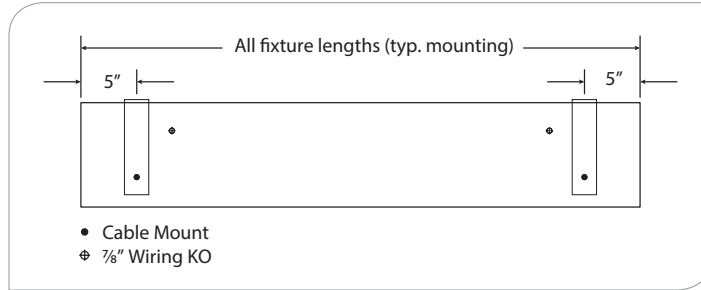 All fixture lengths (typ. mounting)
5” 5”
Cable Mount
⅞” Wiring KO